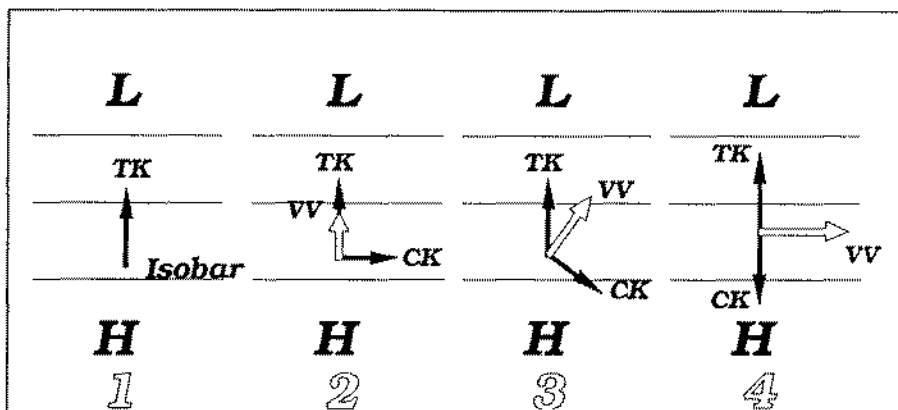 L L L L
TK TK TK TK
VV VV
Isobar CK CK VV
CK
H H H H
1 2 3 4